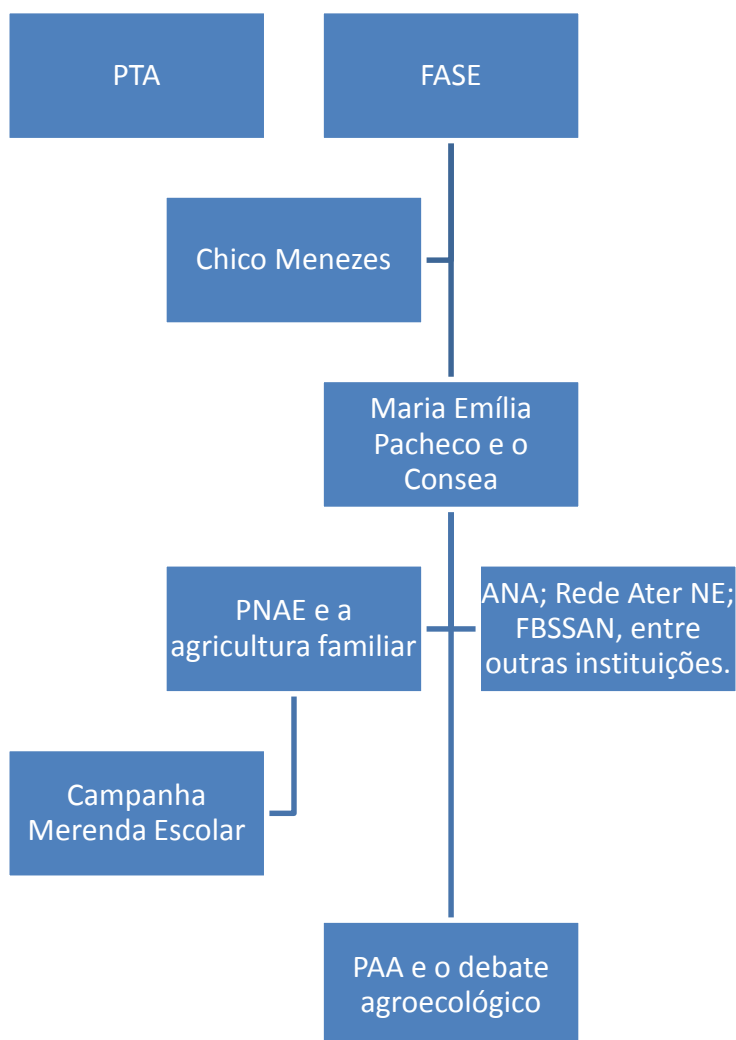 PTA
FASE
Chico Menezes
Maria Emília
Pacheco e o
Consea
PNAE e a
agricultura familiar
ANA; Rede Ater NE;
FBSSAN, entre
outras instituições.
Campanha
Merenda Escolar
PAA e o debate
agroecológico